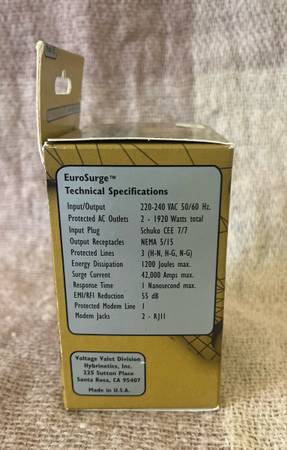 EuroSurge™
Technical Specifications
Input/Output 220-240 VAC 50/60 Hz.
Protected AC Outlets 2 - 1920 Watts total
Input Plug Schuko CEE 7/7
Output Receptacles NEMA 5/15
Protected Lines 3 (H-N, H-G, N-G)
Energy Dissipation 1200 Joules max.
Surge Current 42,000 Amps max.
Response Time 1 Nanosecond max.
EMI/RFI Reduction 55 dB
Protected Modem Line 1
Modem Jacks 2 - RJ11
Voltage Valet Division
Hybrinetics, Inc.
225 Sutton Place
Santa Rosa, CA 95407
Made in U.S.A.